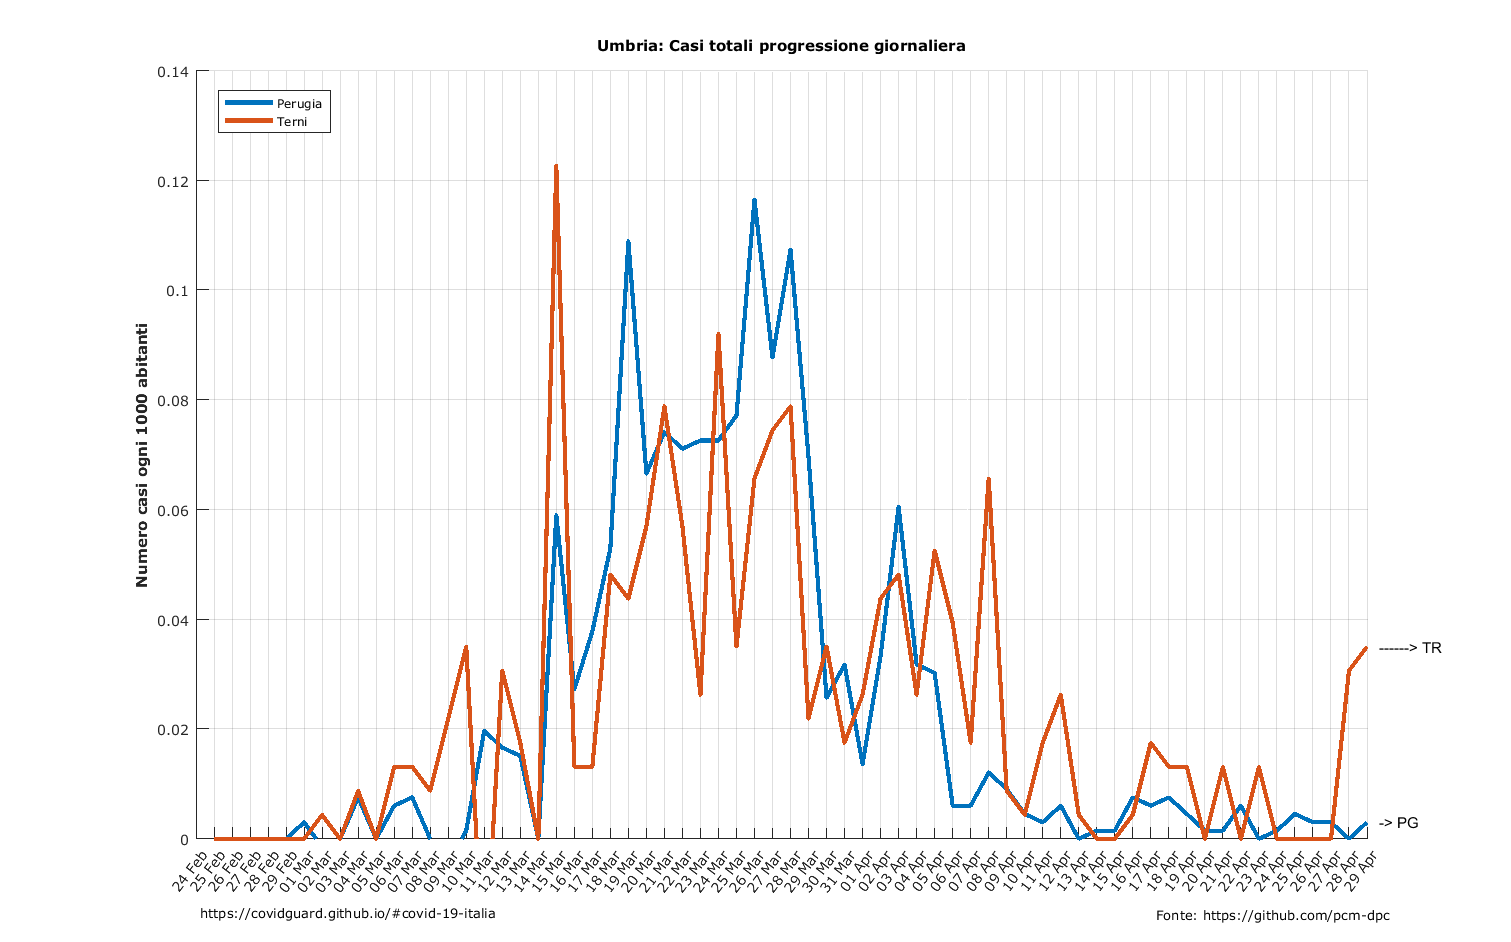 Umbria: Casi totali progressione giornaliera
0.14
0.12
0.1
0.08
0.06
0.04
0.02
0
Numero casi ogni 1000 abitanti
Perugia
Terni
------> TR
-> PG
24 Feb
25 Feb
26 Feb
27 Feb
28 Feb
29 Feb
01 Mar
02 Mar
03 Mar
04 Mar
05 Mar
06 Mar
07 Mar
08 Mar
09 Mar
10 Mar
11 Mar
12 Mar
13 Mar
14 Mar
15 Mar
16 Mar
17 Mar
18 Mar
19 Mar
20 Mar
21 Mar
22 Mar
23 Mar
24 Mar
25 Mar
26 Mar
27 Mar
28 Mar
29 Mar
30 Mar
31 Mar
01 Apr
02 Apr
03 Apr
04 Apr
05 Apr
06 Apr
07 Apr
08 Apr
09 Apr
10 Apr
11 Apr
12 Apr
13 Apr
14 Apr
15 Apr
16 Apr
17 Apr
18 Apr
19 Apr
20 Apr
21 Apr
22 Apr
23 Apr
24 Apr
25 Apr
26 Apr
27 Apr
28 Apr
29 Apr
https://covidguard.github.io/#covid-19-italia
Fonte: https://github.com/pcm-dpc